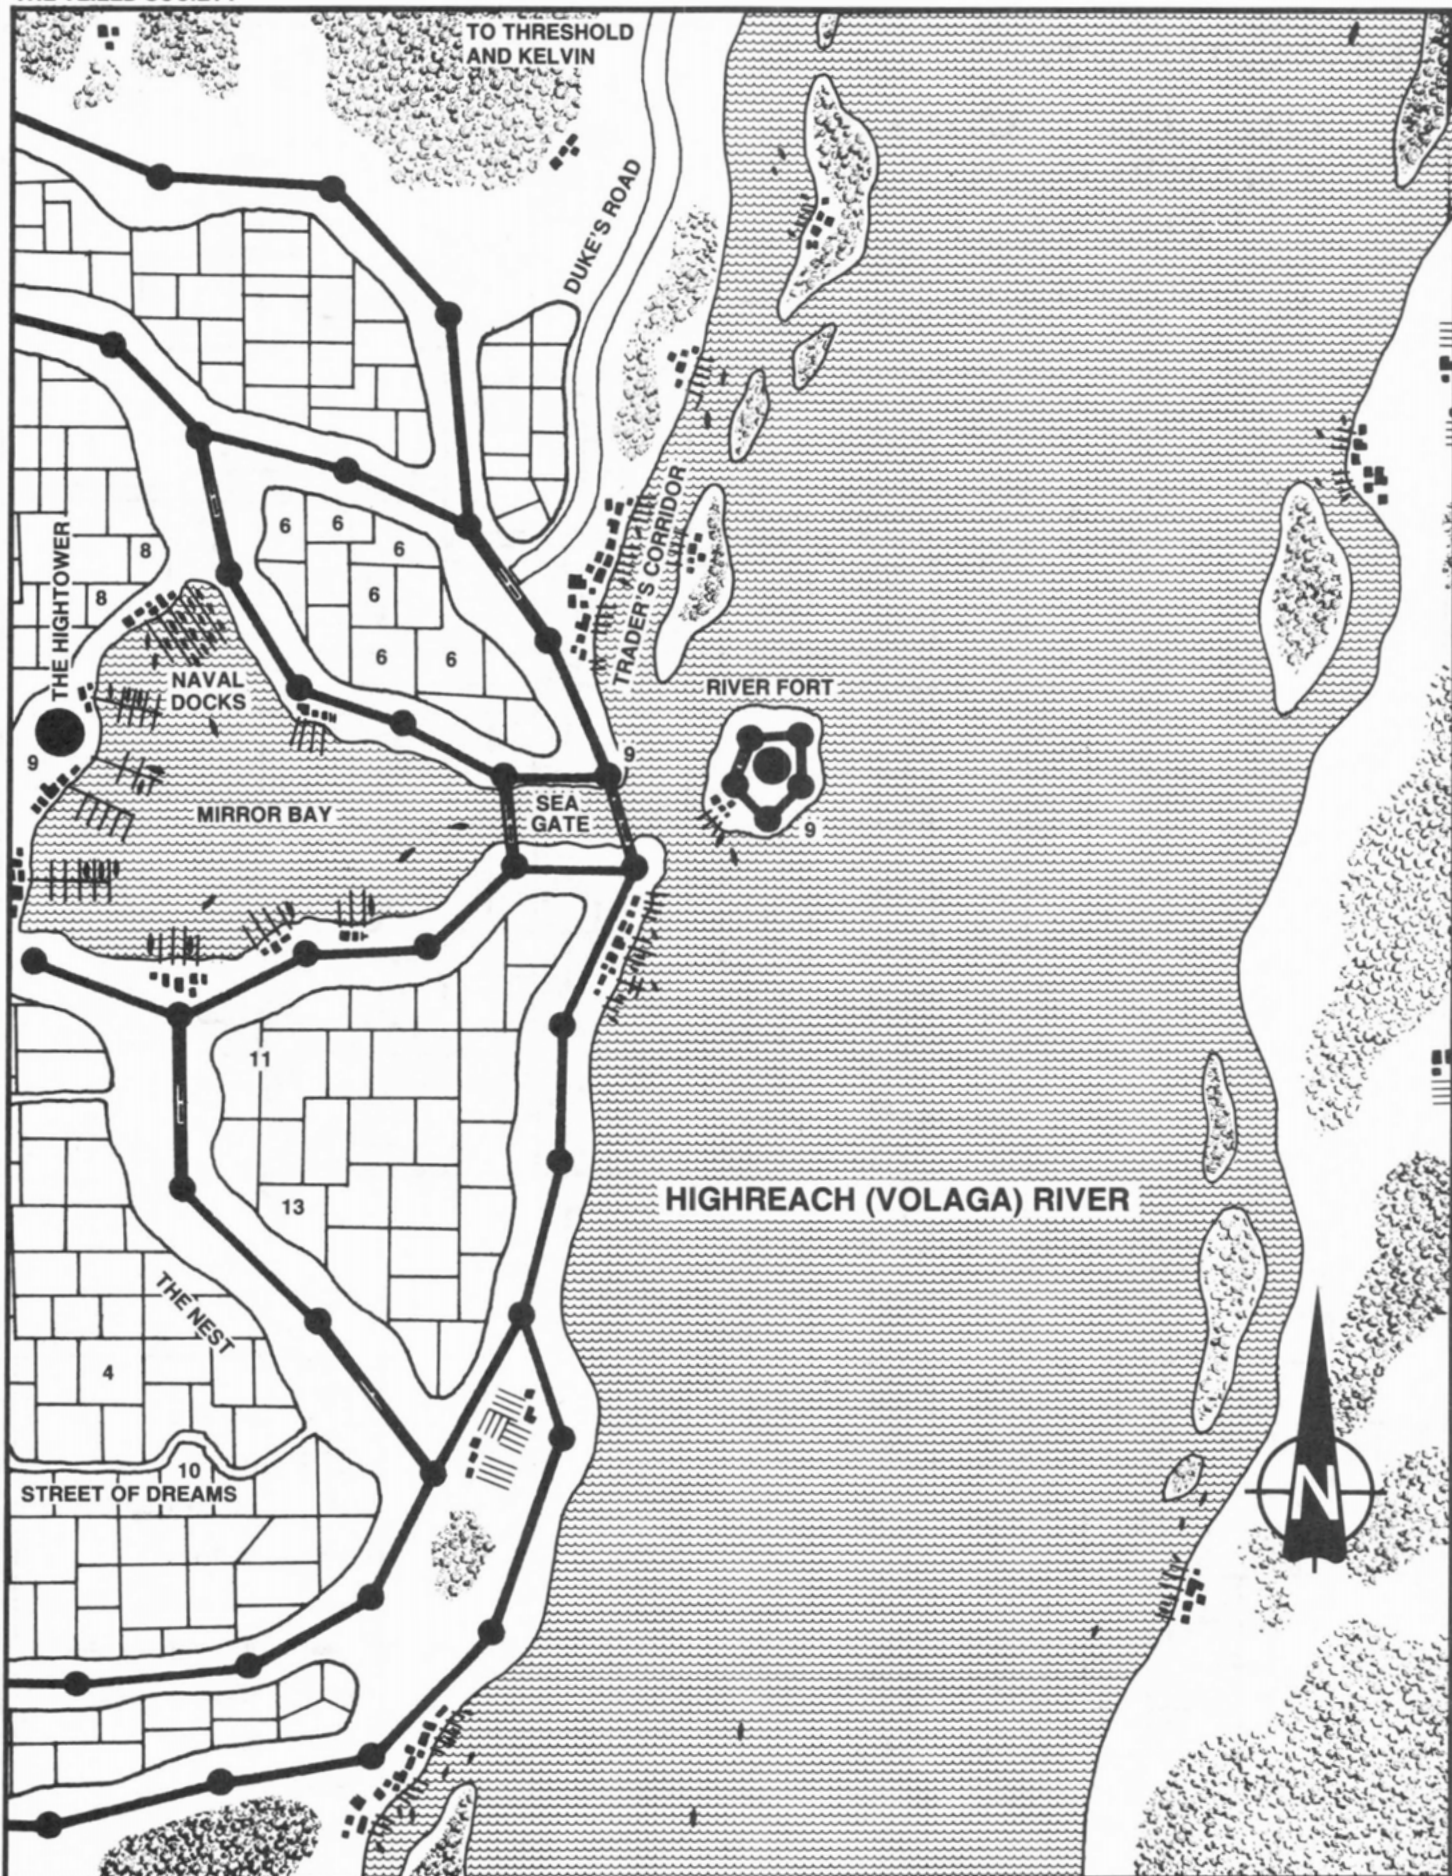 TO THRESHOLD
AND KELVIN
DUKE'S ROAD
TRADER'S CORRIDOR
6
6
6
6
6
6
8
8
THE HIGHTOWER
NAVAL
DOCKS
RIVER FORT
9
9
9
MIRROR BAY
SEA
GATE
11
13
HIGHREACH (VOLAGA) RIVER
THE NEST
4
10
STREET OF DREAMS
N